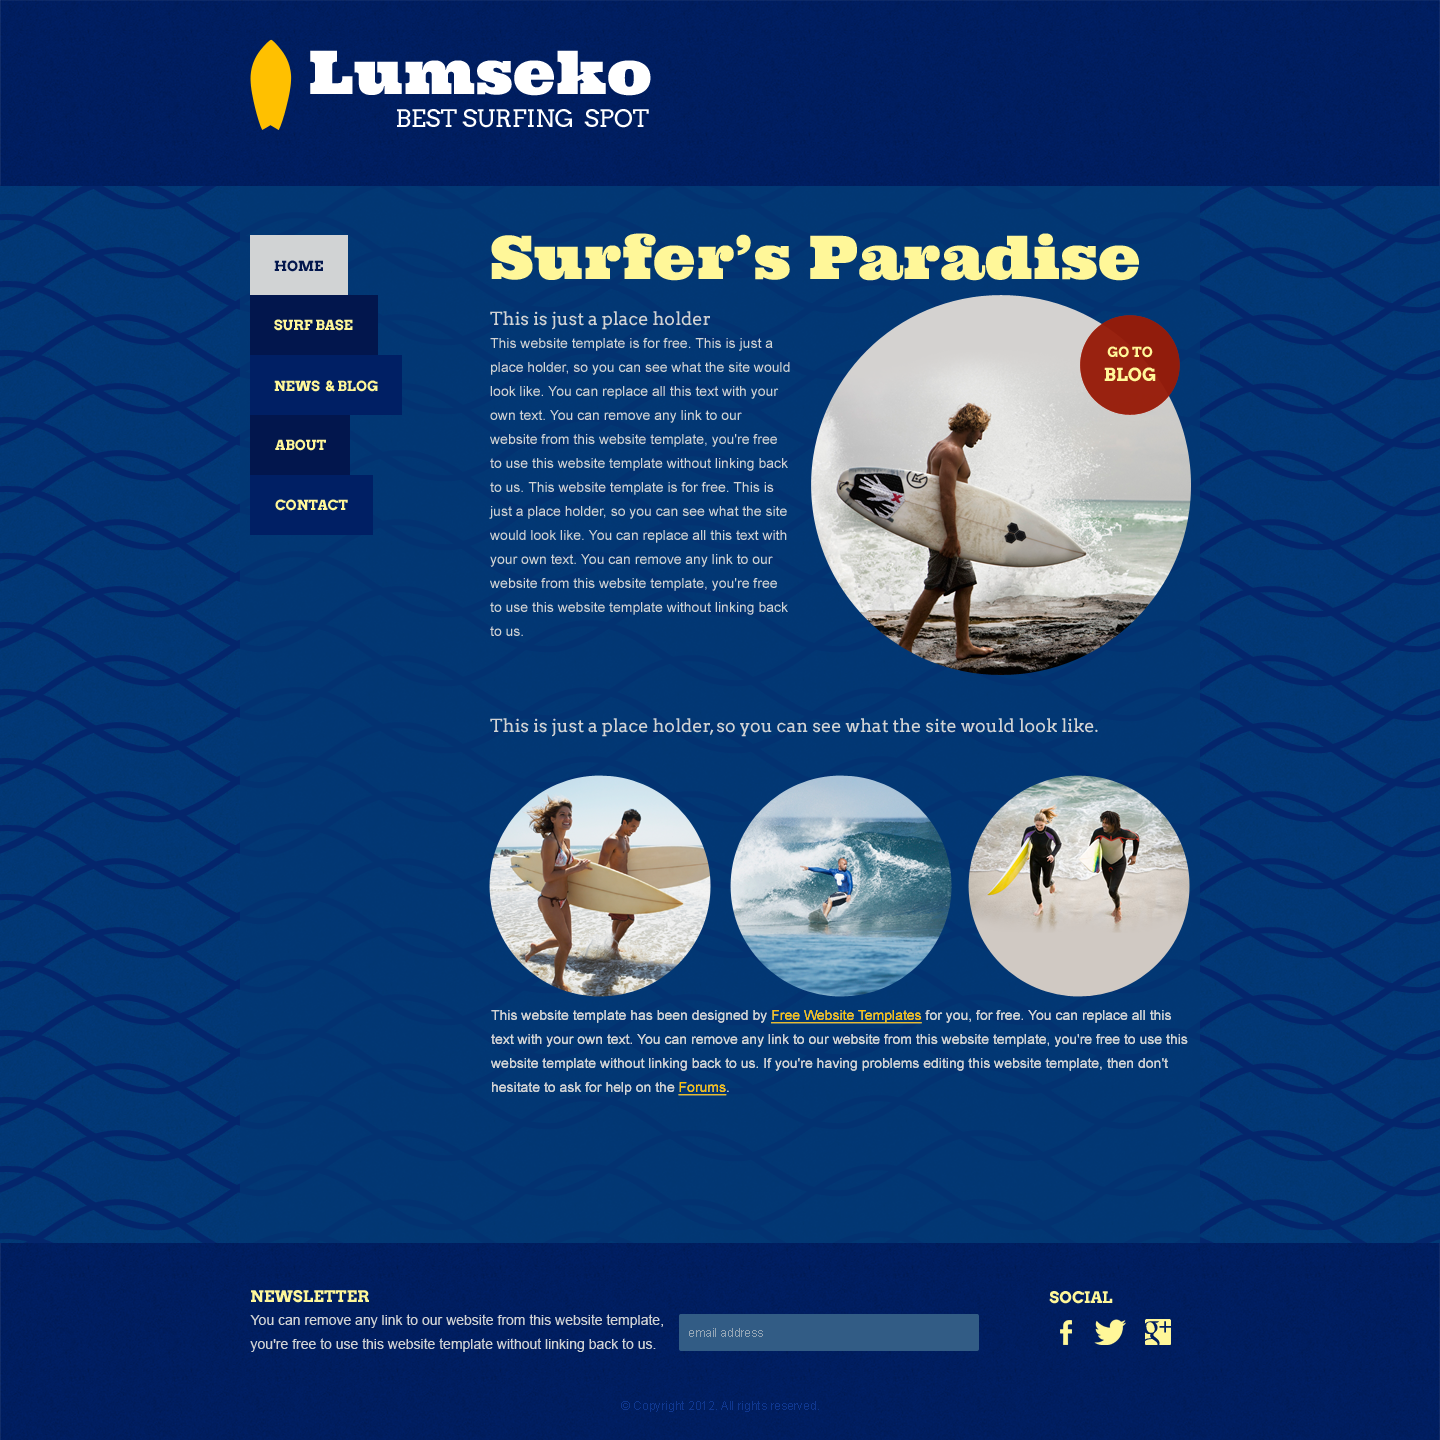 Lumseko
BEST SURFING SPOT
HOME
SURF BASE
NEWS & BLOG
ABOUT
CONTACT
Surfer's Paradise
This is just a place holder
This website template is for free. This is just a
place holder, so you can see what the site would
look like. You can replace all this text with your
own text. You can remove any link to our
website from this website template, you're free
to use this website template without linking back
to us. This website template is for free. This is
just a place holder, so you can see what the site
would look like. You can replace all this text with
your own text. You can remove any link to our
website from this website template, you're free
to use this website template without linking back
to us.
GO TO
BLOG
This is just a place holder, so you can see what the site would look like.
This website template has been designed by Free Website Templates for you, for free. You can replace all this
text with your own text. You can remove any link to our website from this website template, you're free to use this
website template without linking back to us. If you're having problems editing this website template, then don't
hesitate to ask for help on the Forums.
NEWSLETTER
You can remove any link to our website from this website template,
you're free to use this website template without linking back to us.
email address
SOCIAL
© Copyright 2012. All rights reserved.